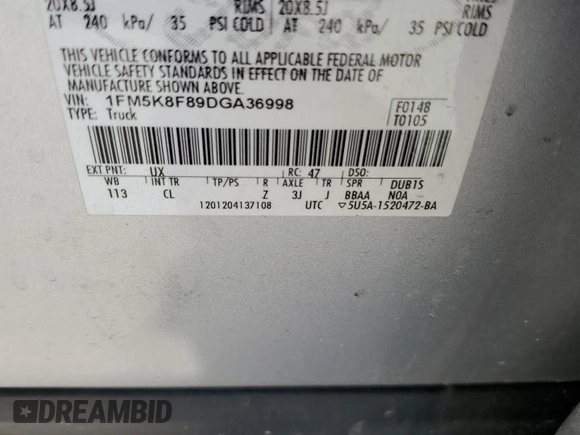 20X8.5J RIMS 20X8.5J RIMS
AT 240 kPa/ 35 PSI COLD AT 240 kPa/ 35 PSI COLD
THIS VEHICLE CONFORMS TO ALL APPLICABLE FEDERAL MOTOR
VEHICLE SAFETY STANDARDS IN EFFECT ON THE DATE OF
MANUFACTURE SHOWN ABOVE.
VIN: 1FM5K8F89DGA36998
TYPE: Truck
F0148
T0105
EXT PNT: UX RC: 47 DSO:
WB INT TR TP/PS R AXLE TR SPR DUB1S
113 CL Z 3J J BBAA NOA
1201204137108 UTC ▽5U5A-1520472-BA
DREAMBID